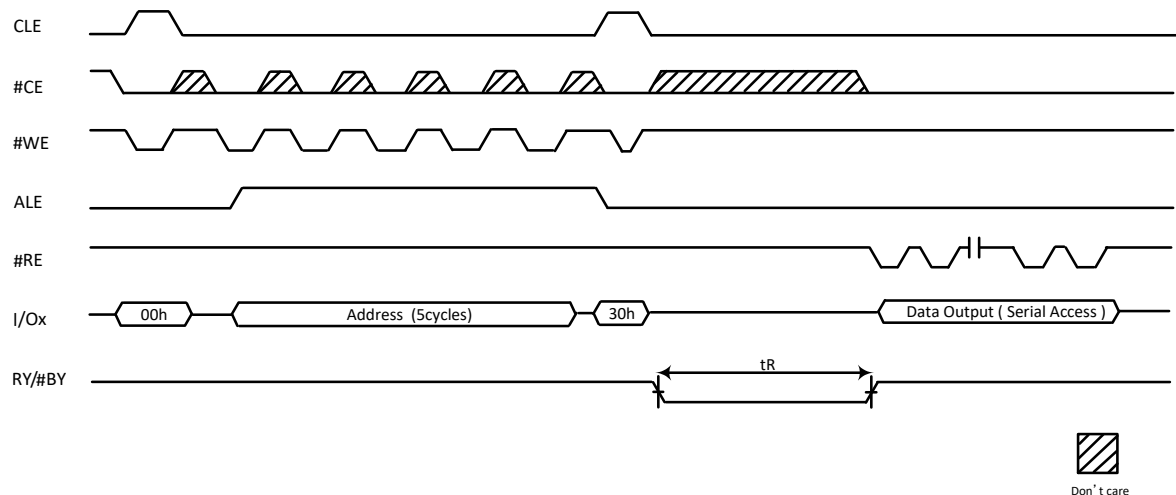 CLE
#CE
#WE
ALE
#RE
I/Ox
00h
Address (5cycles)
30h
Data Output ( Serial Access )
RY/#BY
tR
Don’t care